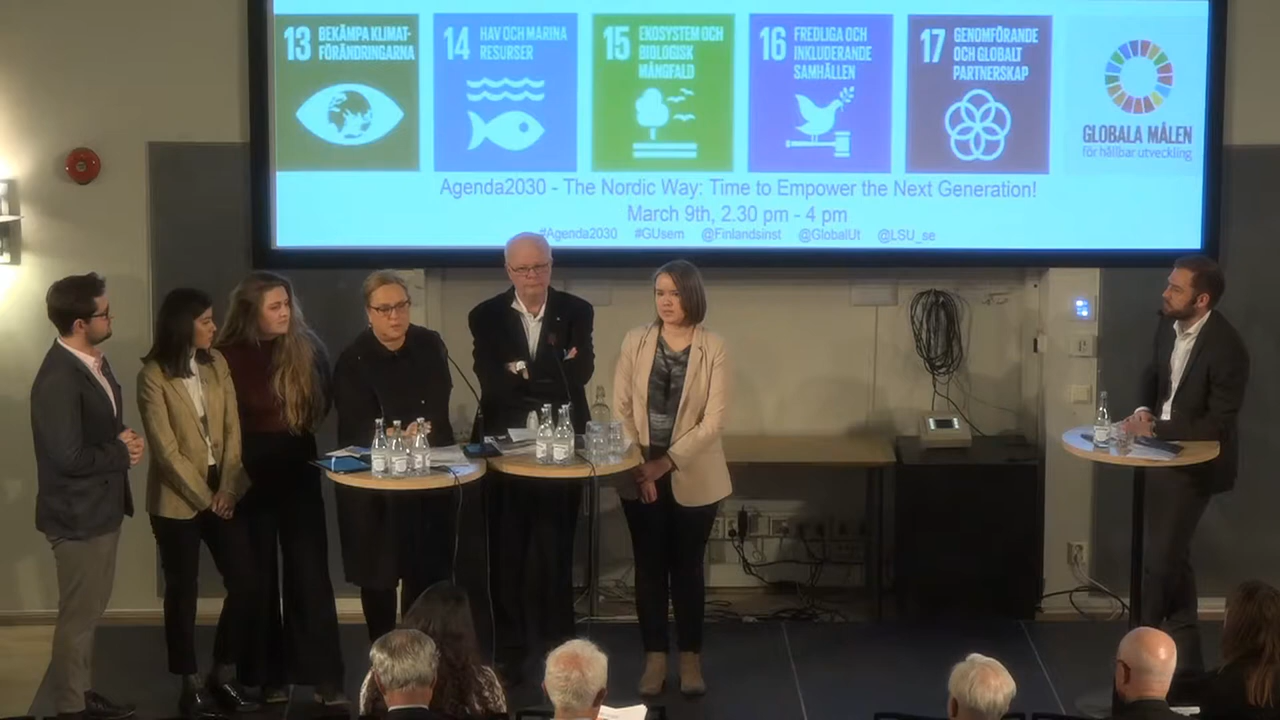 13 BEKÄMPA KLIMAT-
FÖRÄNDRINGARNA
14 HAV OCH MARINA
RESURSER
15 EKOSYSTEM OCH
BIOLOGISK
MÅNGFALD
16 FREDLIGA OCH
INKLUDERANDE
SAMHÄLLEN
17 GENOMFÖRANDE
OCH GLOBALT
PARTNERSKAP
GLOBALA MÅLEN
för hållbar utveckling
Agenda2030 - The Nordic Way: Time to Empower the Next Generation!
March 9th, 2.30 pm - 4 pm
#Agenda2030 #GUsem @Finlandsinst @GlobalUt @LSU_se